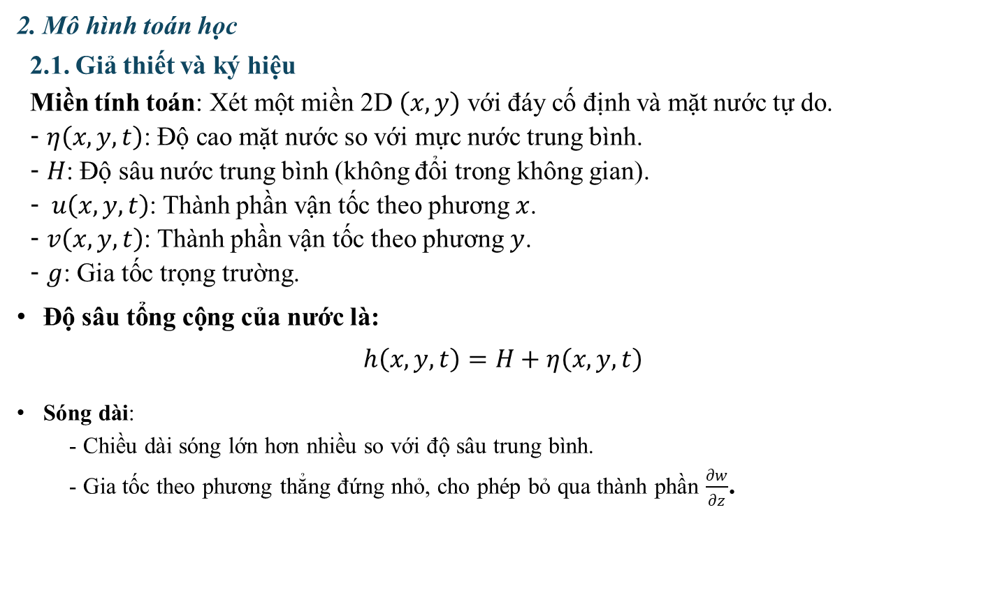 2. Mô hình toán học
2.1. Giả thiết và ký hiệu
Miền tính toán: Xét một miền 2D (𝑥, 𝑦) với đáy cố định và mặt nước tự do.
- 𝜂(𝑥, 𝑦, 𝑡): Độ cao mặt nước so với mực nước trung bình.
- 𝐻: Độ sâu nước trung bình (không đổi trong không gian).
- 𝑢(𝑥, 𝑦, 𝑡): Thành phần vận tốc theo phương 𝑥.
- 𝑣(𝑥, 𝑦, 𝑡): Thành phần vận tốc theo phương 𝑦.
- 𝑔: Gia tốc trọng trường.
• Độ sâu tổng cộng của nước là:
ℎ(𝑥, 𝑦, 𝑡) = 𝐻 + 𝜂(𝑥, 𝑦, 𝑡)
• Sóng dài:
- Chiều dài sóng lớn hơn nhiều so với độ sâu trung bình.
- Gia tốc theo phương thẳng đứng nhỏ, cho phép bỏ qua thành phần ∂𝑤/∂𝑧.